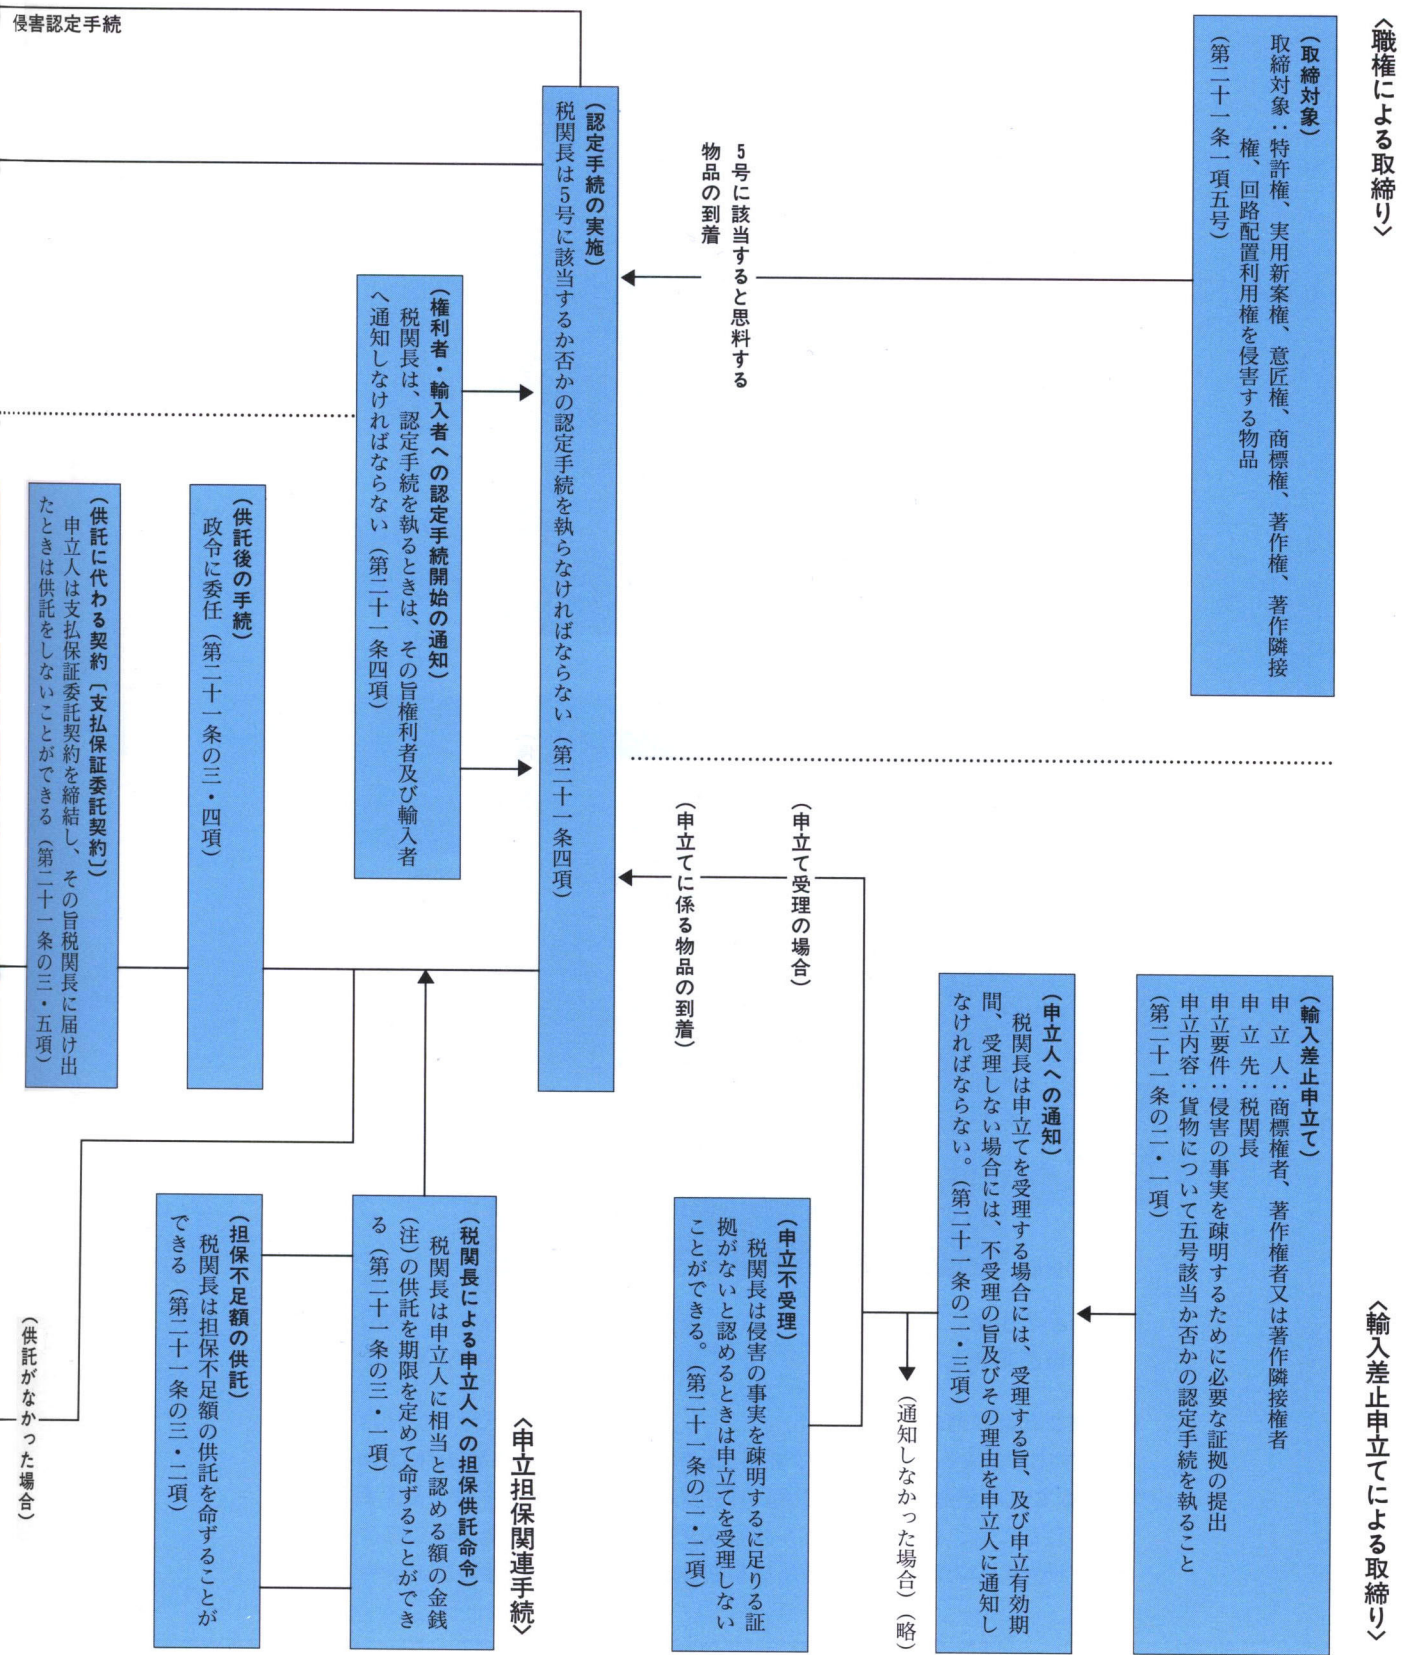 〈職権による取締り〉
（取締対象）
取締対象：特許権、実用新案権、意匠権、商標権、著作権、著作隣接
権、回路配置利用権を侵害する物品
（第二十一条一項五号）
5号に該当すると思料する
物品の到着
〈輸入差止申立てによる取締り〉
（輸入差止申立て）
申 立 人：商標権者、著作権者又は著作隣接権者
申 立 先：税関長
申立要件：侵害の事実を疎明するために必要な証拠の提出
申立内容：貨物について五号該当か否かの認定手続を執ること
（第二十一条の二・一項）
（申立人への通知）
税関長は申立てを受理する場合には、受理する旨、及び申立有効期
間、受理しない場合には、不受理の旨及びその理由を申立人に通知し
なければならない。（第二十一条の二・三項）
（通知しなかった場合）（略）
（申立て受理の場合）
（申立てに係る物品の到着）
（申立不受理）
税関長は侵害の事実を疎明するに足りる証
拠がないと認めるときは申立てを受理しない
ことができる。（第二十一条の二・二項）
侵害認定手続
（認定手続の実施）
税関長は5号に該当するか否かの認定手続を執らなければならない（第二十一条四項）
（権利者・輸入者への認定手続開始の通知）
税関長は、認定手続を執るときは、その旨権利者及び輸入者
へ通知しなければならない（第二十一条四項）
〈申立担保関連手続〉
（税関長による申立人への担保供託命令）
税関長は申立人に相当と認める額の金銭
（注）の供託を期限を定めて命ずることができ
る（第二十一条の三・一項）
（担保不足額の供託）
税関長は担保不足額の供託を命ずることが
できる（第二十一条の三・二項）
（供託後の手続）
政令に委任（第二十一条の三・四項）
（供託に代わる契約〔支払保証委託契約〕）
申立人は支払保証委託契約を締結し、その旨税関長に届け出
たときは供託をしないことができる（第二十一条の三・五項）
（供託がなかった場合）